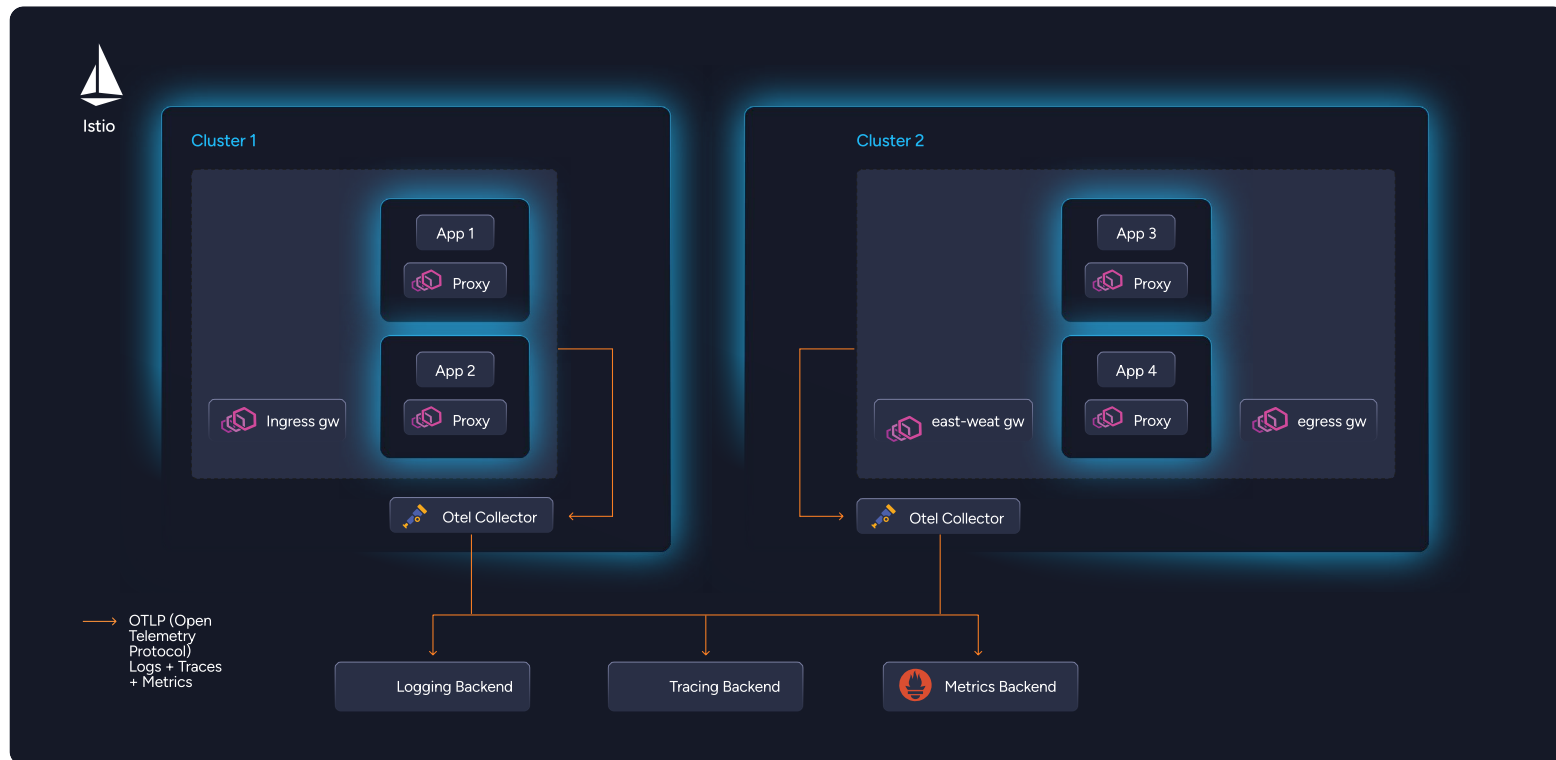 Istio
Cluster 1
App 1
Proxy
App 2
Proxy
Ingress gw
Otel Collector
Cluster 2
App 3
Proxy
App 4
Proxy
east-weat gw
egress gw
Otel Collector
OTLP (Open
Telemetry
Protocol)
Logs + Traces
+ Metrics
Logging Backend
Tracing Backend
Metrics Backend